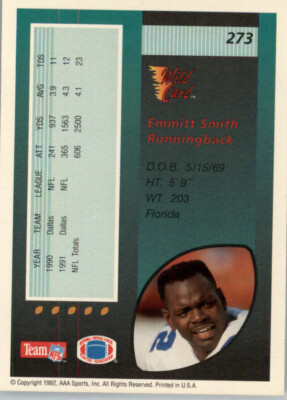 273
Wild
Card
TM
Emmitt Smith
Runningback
D.O.B. 5/15/69
HT. 5'9"
WT. 203
Florida
YEAR TEAM LEAGUE ATT YDS AVG TDS
1990 Dallas NFL 241 937 3.9 11
1991 Dallas NFL 365 1563 4.3 12
NFL Totals 606 2500 4.1 23
Team NFL
2
© Copyright 1992, AAA Sports, Inc. All Rights Reserved. Printed in U.S.A.